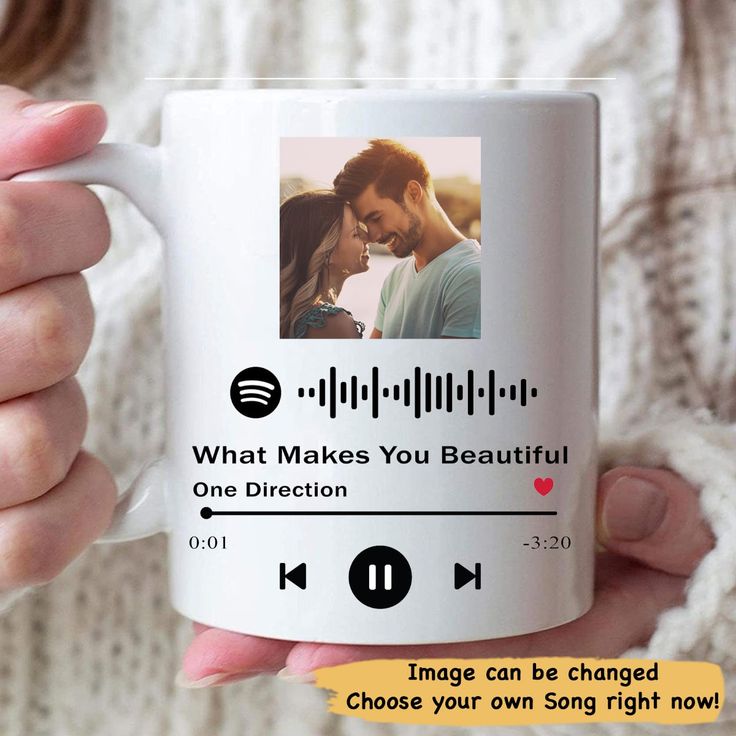 What Makes You Beautiful
One Direction
0:01 -3:20
Image can be changed
Choose your own Song right now!